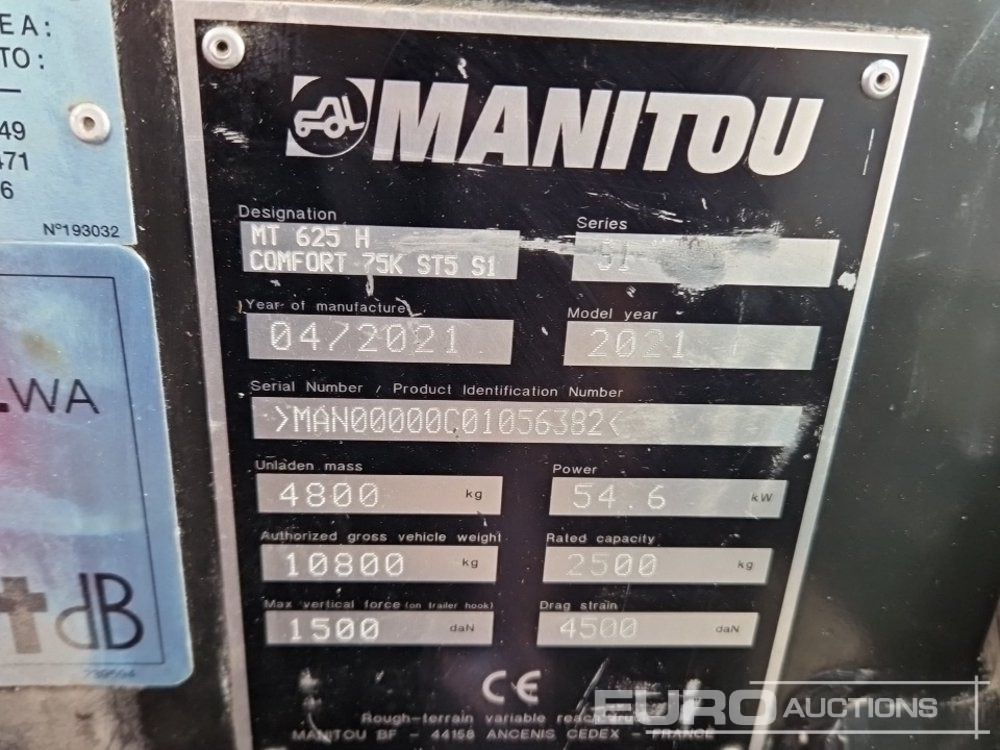 E A :
TO :
49
471
6
N°193032
LWA
dB
MANITOU
Designation
MT 625 H
COMFORT 75K ST5 S1
Series
S1
Year of manufacture
04/2021
Model year
2021
Serial Number / Product Identification Number
>MAN00000C01056382<
Unladen mass
4800 kg
Power
54.6 kW
Authorized gross vehicle weight
10800 kg
Rated capacity
2500 kg
Max vertical force (on trailer hook)
1500 daN
Drag strain
4500 daN
CE
Rough-terrain variable reach
MANITOU BF - 44158 ANCENIS CEDEX - FRANCE
EURO AUCTIONS